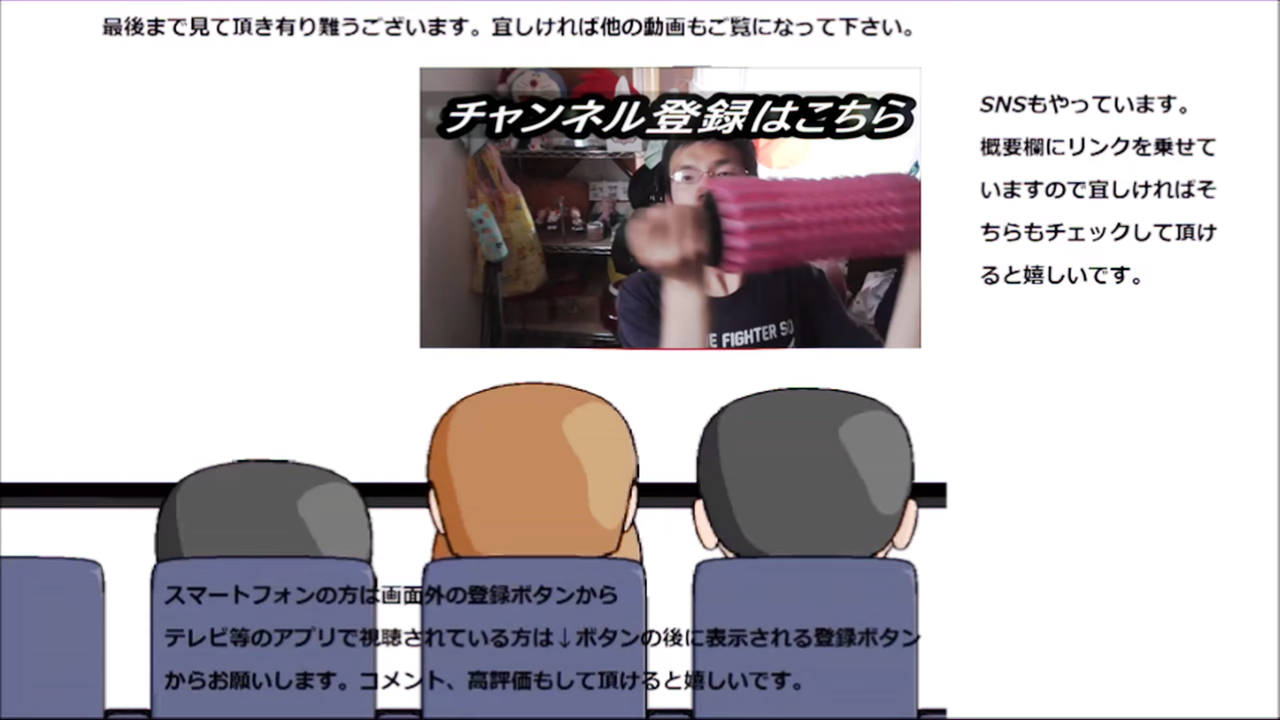 最後まで見て頂き有り難うございます。宜しければ他の動画もご覧になって下さい。
チャンネル登録はこちら
SNSもやっています。
概要欄にリンクを乗せて
いますので宜しければそ
ちらもチェックして頂け
ると嬉しいです。
FIGHTER
スマートフォンの方は画面外の登録ボタンから
テレビ等のアプリで視聴されている方は↓ボタンの後に表示される登録ボタン
からお願いします。コメント、高評価もして頂けると嬉しいです。